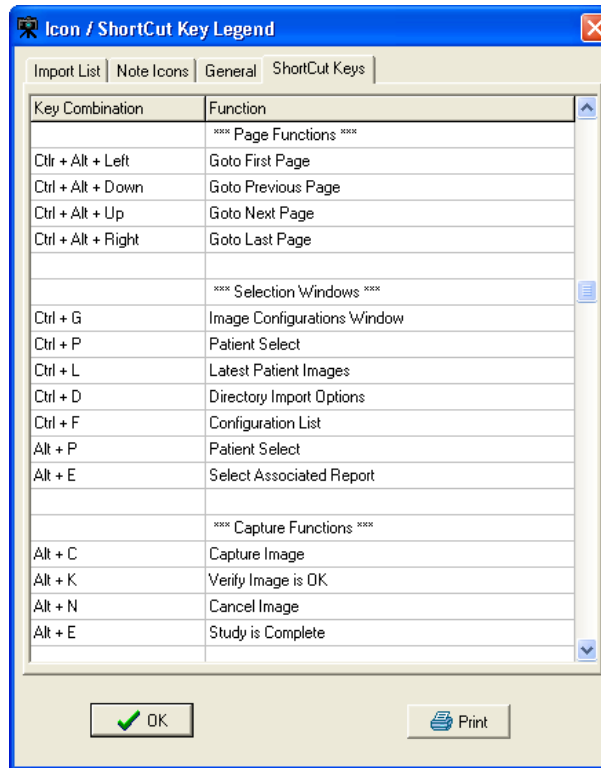 Icon / ShortCut Key Legend
Import List Note Icons General ShortCut Keys
Key Combination Function
*** Page Functions ***
Ctlr + Alt + Left Goto First Page
Ctrl + Alt + Down Goto Previous Page
Ctrl + Alt + Up Goto Next Page
Ctrl + Alt + Right Goto Last Page
*** Selection Windows ***
Ctrl + G Image Configurations Window
Ctrl + P Patient Select
Ctrl + L Latest Patient Images
Ctrl + D Directory Import Options
Ctrl + F Configuration List
Alt + P Patient Select
Alt + E Select Associated Report
*** Capture Functions ***
Alt + C Capture Image
Alt + K Verify Image is OK
Alt + N Cancel Image
Alt + E Study is Complete
OK Print